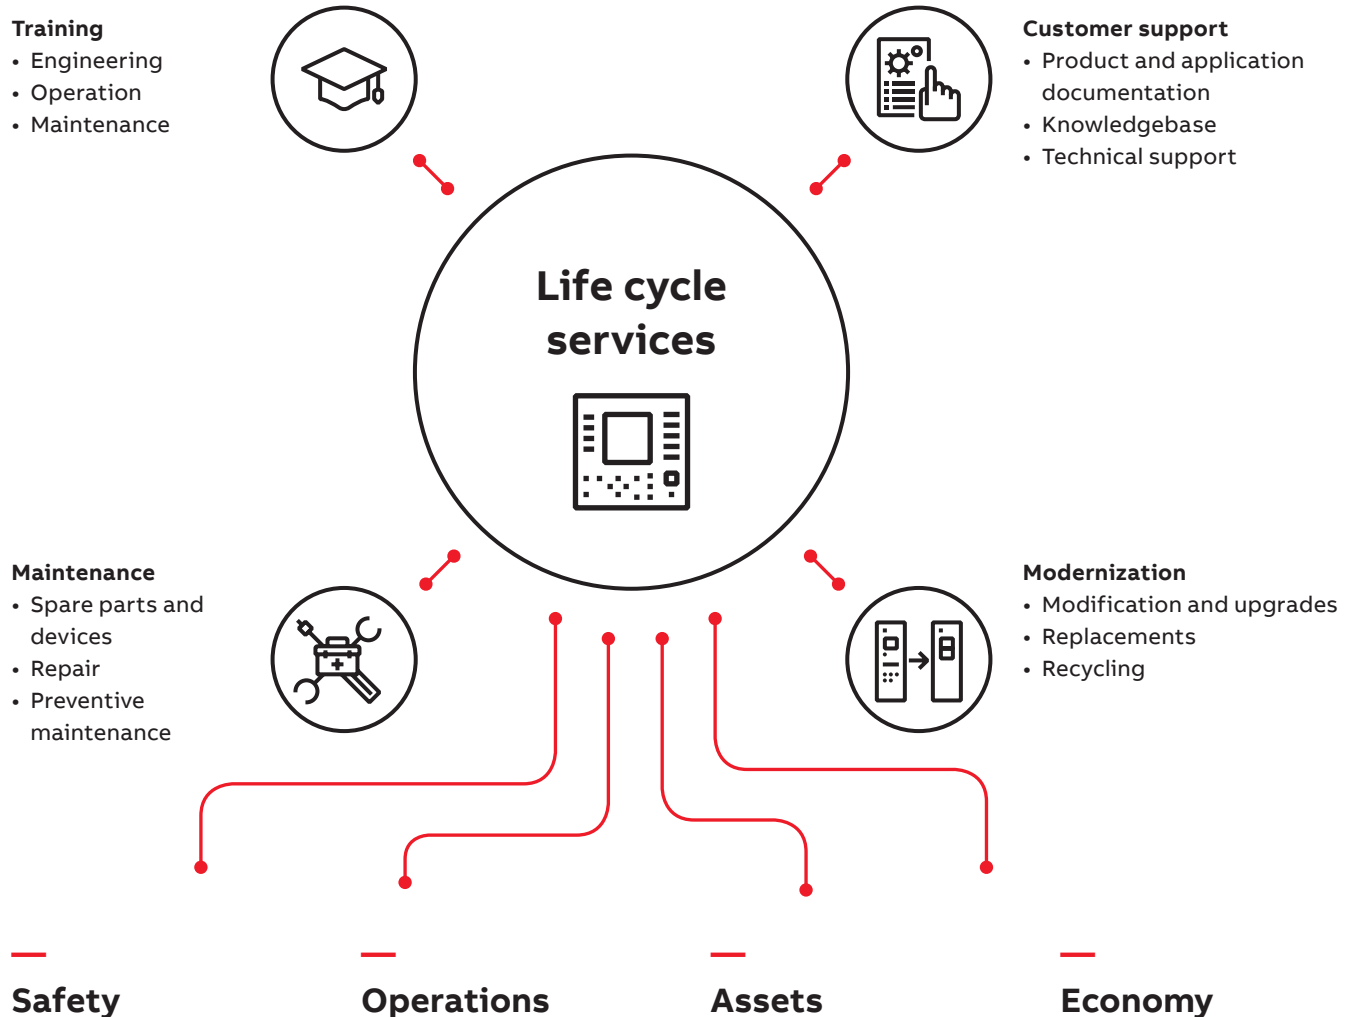 Training
• Engineering
• Operation
• Maintenance
Customer support
• Product and application
documentation
• Knowledgebase
• Technical support
Life cycle
services
Maintenance
• Spare parts and
devices
• Repair
• Preventive
maintenance
Modernization
• Modification and upgrades
• Replacements
• Recycling
Safety
Operations
Assets
Economy